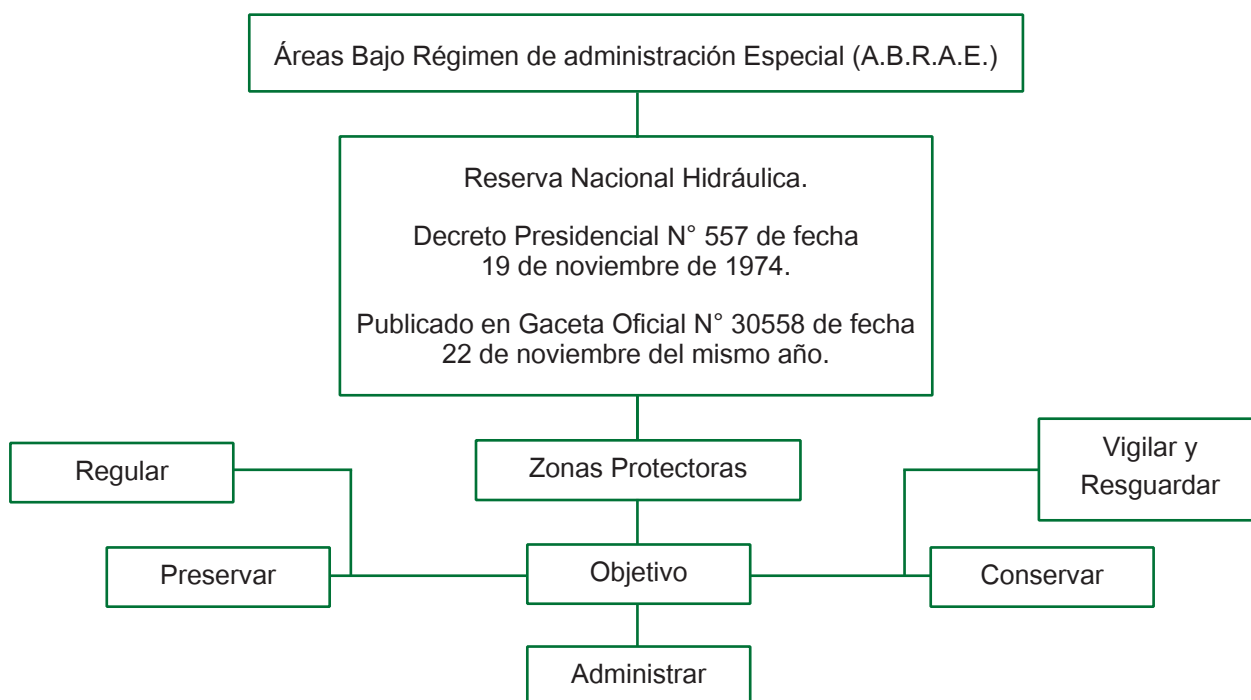 Áreas Bajo Régimen de administración Especial (A.B.R.A.E.)
Reserva Nacional Hidráulica.
Decreto Presidencial N° 557 de fecha
19 de noviembre de 1974.
Publicado en Gaceta Oficial N° 30558 de fecha
22 de noviembre del mismo año.
Zonas Protectoras
Regular
Vigilar y
Resguardar
Preservar
Objetivo
Conservar
Administrar